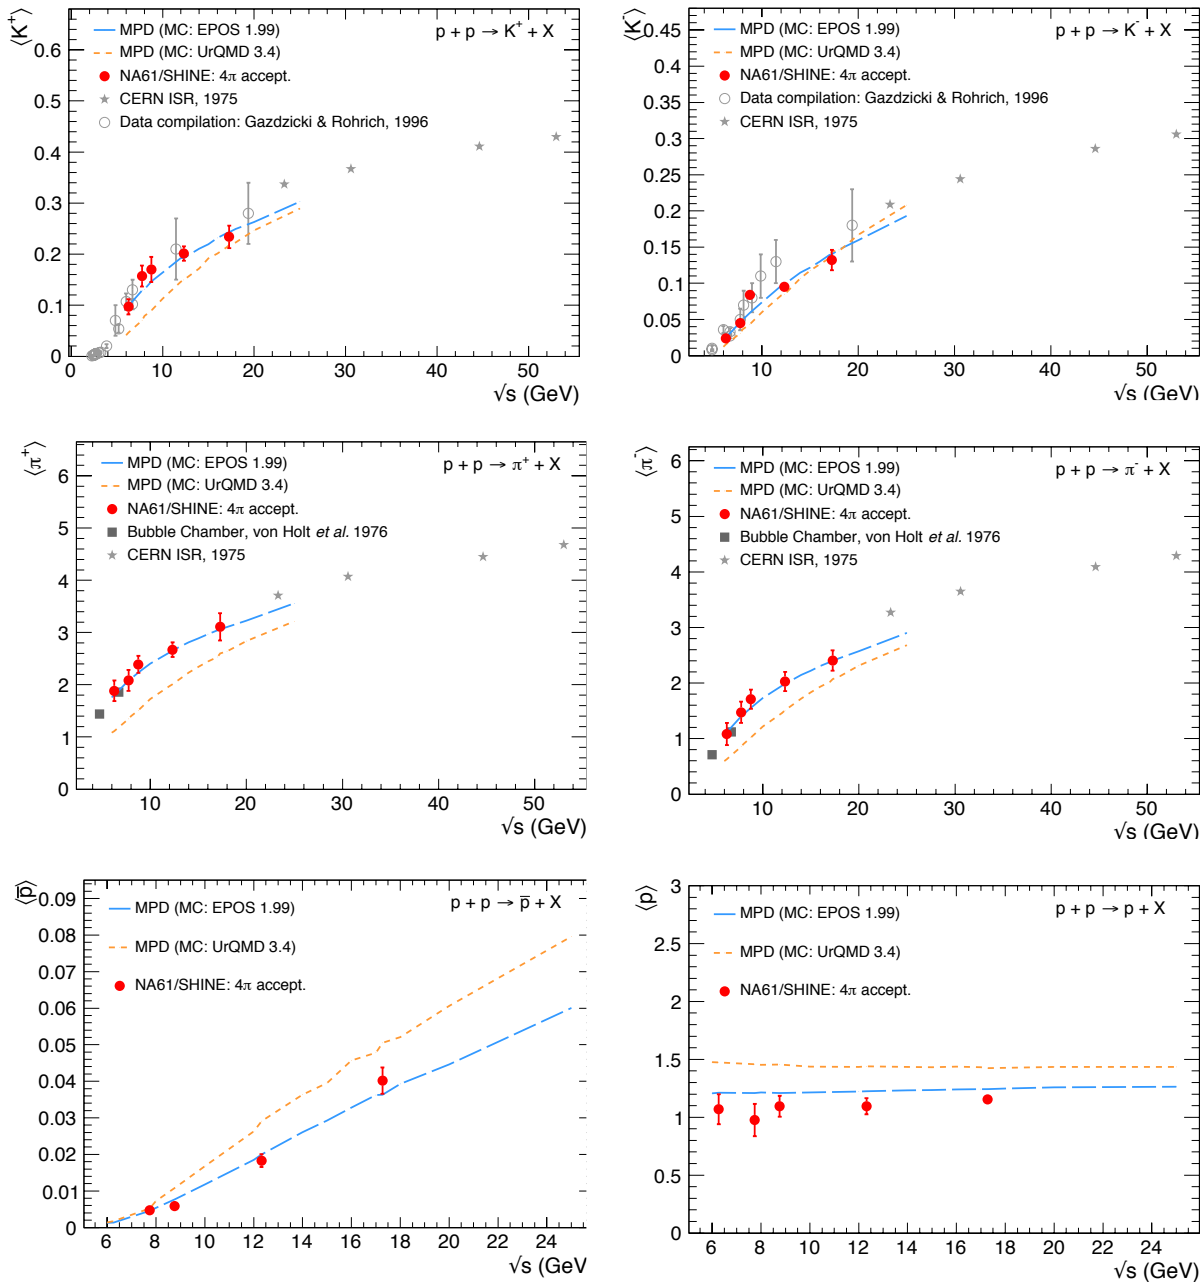 ⟨K⁺⟩
0.6
0.4
0.2
0
MPD (MC: EPOS 1.99)
MPD (MC: UrQMD 3.4)
NA61/SHINE: 4π accept.
CERN ISR, 1975
Data compilation: Gazdzicki & Rohrich, 1996
p + p → K⁺ + X
0 10 20 30 40 50
√s (GeV)
⟨K⁻⟩
0.45
0.4
0.35
0.3
0.25
0.2
0.15
0.1
0.05
0
MPD (MC: EPOS 1.99)
MPD (MC: UrQMD 3.4)
NA61/SHINE: 4π accept.
Data compilation: Gazdzicki & Rohrich, 1996
CERN ISR, 1975
p + p → K⁻ + X
10 20 30 40 50
√s (GeV)
⟨π⁺⟩
6
5
4
3
2
1
0
MPD (MC: EPOS 1.99)
MPD (MC: UrQMD 3.4)
NA61/SHINE: 4π accept.
Bubble Chamber, von Holt et al. 1976
CERN ISR, 1975
p + p → π⁺ + X
10 20 30 40 50
√s (GeV)
⟨π⁻⟩
6
5
4
3
2
1
0
MPD (MC: EPOS 1.99)
MPD (MC: UrQMD 3.4)
NA61/SHINE: 4π accept.
Bubble Chamber, von Holt et al. 1976
CERN ISR, 1975
p + p → π⁻ + X
10 20 30 40 50
√s (GeV)
⟨p̅⟩
0.09
0.08
0.07
0.06
0.05
0.04
0.03
0.02
0.01
0
MPD (MC: EPOS 1.99)
MPD (MC: UrQMD 3.4)
NA61/SHINE: 4π accept.
p + p → p̅ + X
6 8 10 12 14 16 18 20 22 24
√s (GeV)
⟨p⟩
3
2.5
2
1.5
1
0.5
0
MPD (MC: EPOS 1.99)
MPD (MC: UrQMD 3.4)
NA61/SHINE: 4π accept.
p + p → p + X
6 8 10 12 14 16 18 20 22 24
√s (GeV)